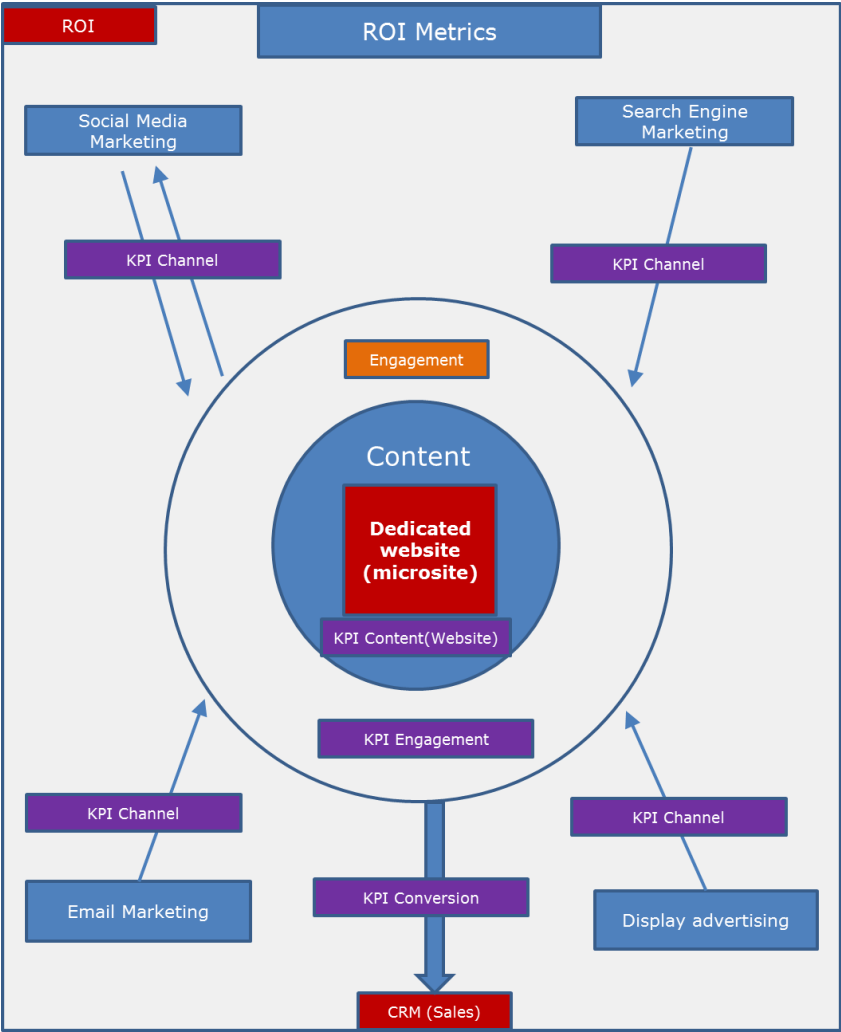 ROI
ROI Metrics
Social Media
Marketing
Search Engine
Marketing
KPI Channel
KPI Channel
Engagement
Content
Dedicated
website
(microsite)
KPI Content(Website)
KPI Engagement
KPI Channel
KPI Channel
KPI Conversion
Email Marketing
Display advertising
CRM (Sales)